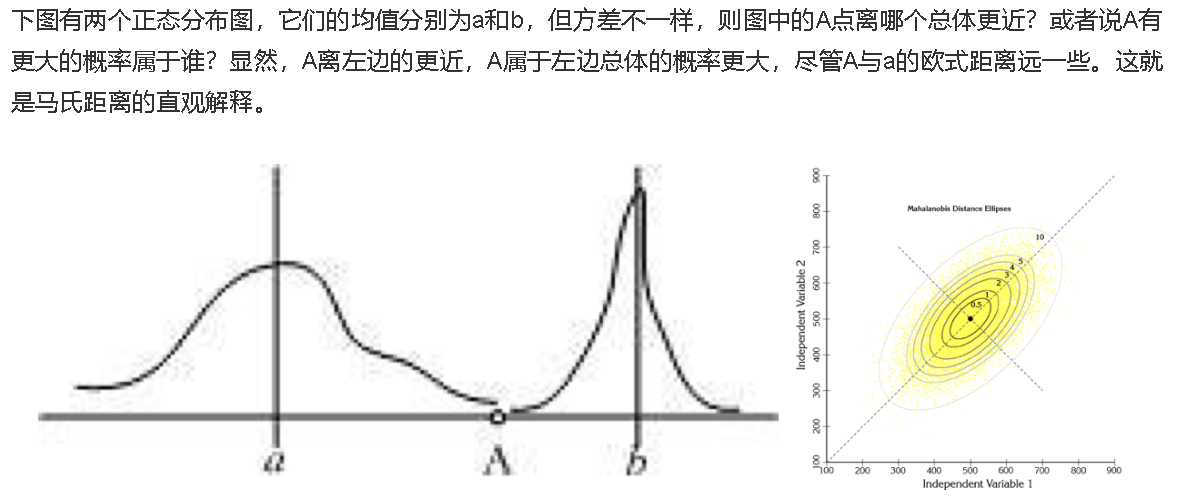 下图有两个正态分布图，它们的均值分别为a和b，但方差不一样，则图中的A点离哪个总体更近？或者说A有
更大的概率属于谁？显然，A离左边的更近，A属于左边总体的概率更大，尽管A与a的欧式距离远一些。这就
是马氏距离的直观解释。
a
A
b
Mahalanobis Distance Ellipses
10
5
4
3
2
1
0.5
Independent Variable 2
900
800
700
600
500
400
300
200
100
100 200 300 400 500 600 700 800 900
Independent Variable 1